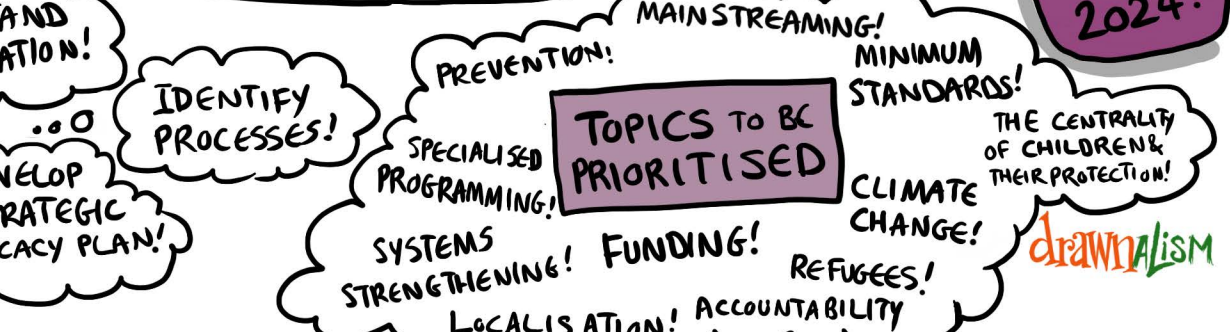 AND
ATION!
IDENTIFY
PROCESSES!
VELOP
RATEGIC
CACY PLAN!
MAINSTREAMING!
2024!
PREVENTION!
MINIMUM
STANDARDS!
TOPICS TO BE
PRIORITISED
THE CENTRALITY
OF CHILDREN &
THEIR PROTECTION!
SPECIALISED
PROGRAMMING!
CLIMATE
CHANGE!
SYSTEMS
STRENGTHENING!
FUNDING!
REFUGEES!
LOCALISATION!
ACCOUNTABILITY
drawnalism